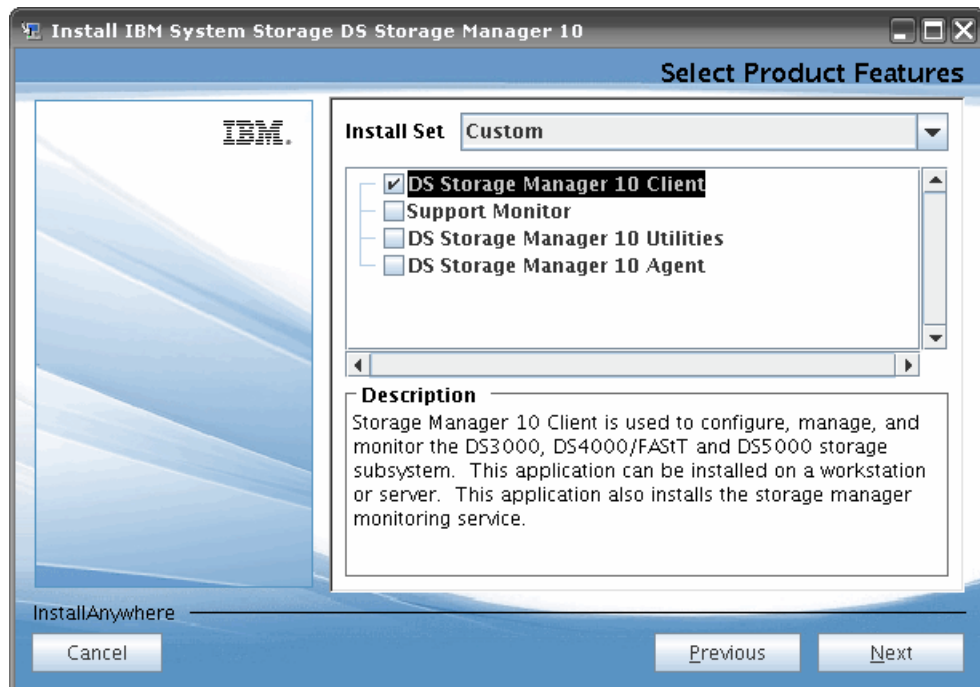 Install IBM System Storage DS Storage Manager 10
Select Product Features
IBM.
Install Set Custom
DS Storage Manager 10 Client
Support Monitor
DS Storage Manager 10 Utilities
DS Storage Manager 10 Agent
Description
Storage Manager 10 Client is used to configure, manage, and
monitor the DS3000, DS4000/FAStT and DS5000 storage
subsystem. This application can be installed on a workstation
or server. This application also installs the storage manager
monitoring service.
InstallAnywhere
Cancel Previous Next